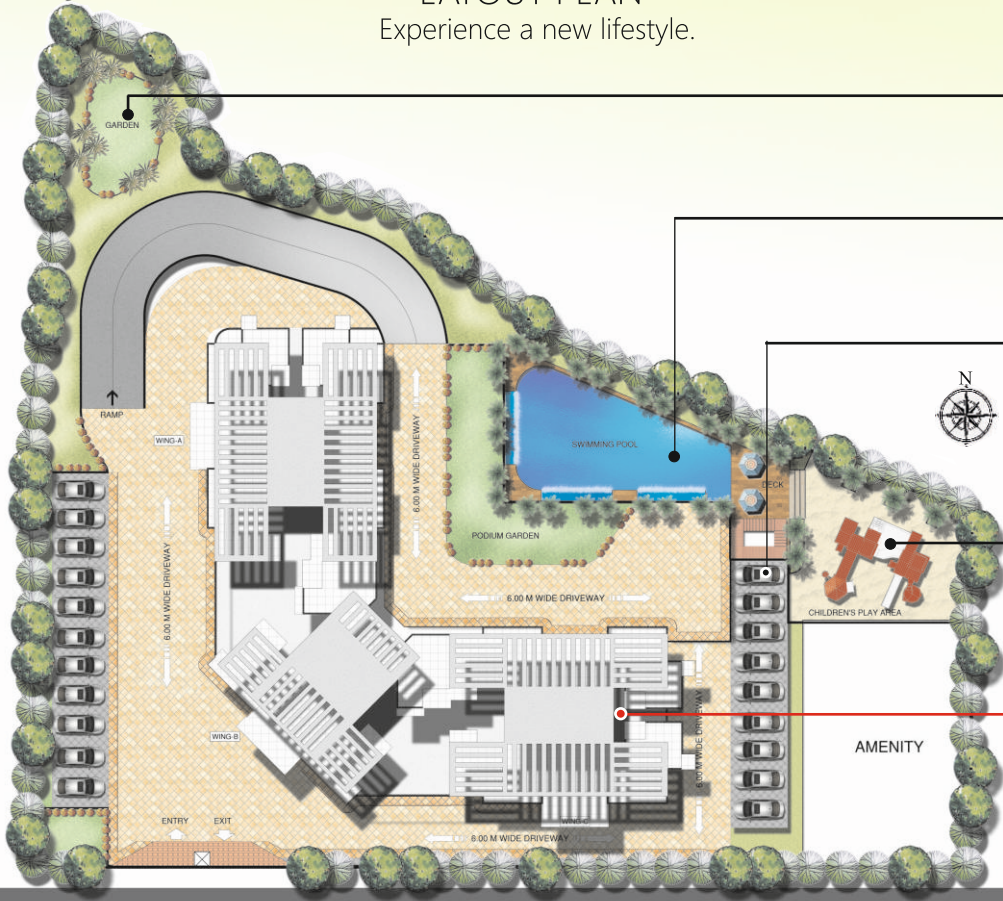 LAYOUT PLAN
Experience a new lifestyle.
GARDEN
N
RAMP
WING-A
6.00 M WIDE DRIVEWAY
SWIMMING POOL
DECK
PODIUM GARDEN
6.00 M WIDE DRIVEWAY
6.00 M WIDE DRIVEWAY
CHILDREN'S PLAY AREA
WING-B
6.00 M WIDE DRIVEWAY
AMENITY
ENTRY
EXIT
WING-C
6.00 M WIDE DRIVEWAY